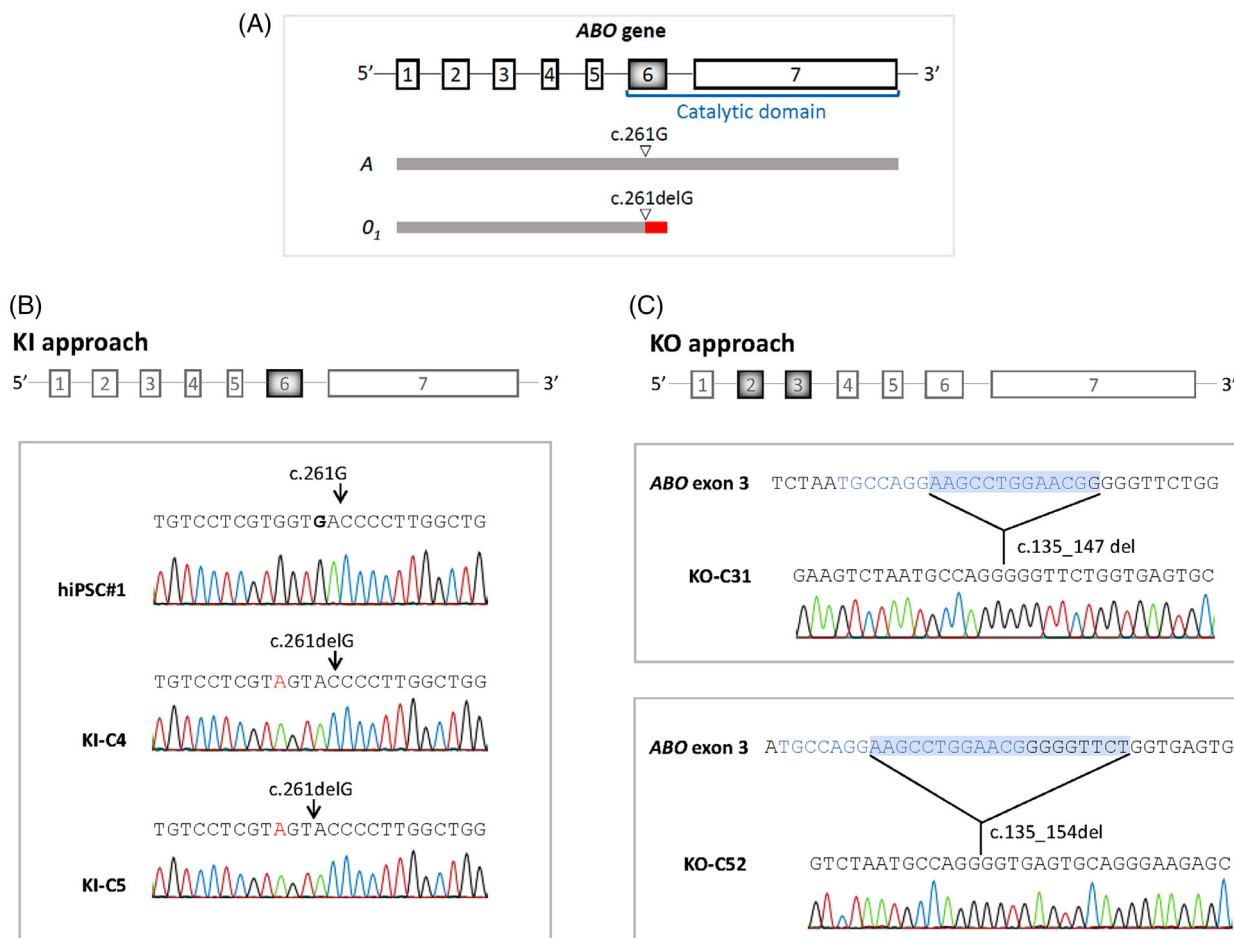 (A)
ABO gene
5’ 1 2 3 4 5 6 7 3’
Catalytic domain
c.261G
A
c.261delG
0₁
(B)
KI approach
5’ 1 2 3 4 5 6 7 3’
c.261G
TGTCCTCGTGGTGACCCCTTGGCTG
hiPSC#1
c.261delG
TGTCCTCGTAGTACCCCTTGGCTGG
KI-C4
c.261delG
TGTCCTCGTAGTACCCCTTGGCTGG
KI-C5
(C)
KO approach
5’ 1 2 3 4 5 6 7 3’
ABO exon 3 TCTAATGCCAGGAAGCCTGGAACGGGGGTTCTGG
c.135_147 del
KO-C31 GAAGTCTAATGCCAGGGGGTTCTGGTGAGTGC
ABO exon 3 ATGCCAGGAAGCCTGGAACGGGGGTTCTGGTGAGTG
c.135_154del
KO-C52 GTCTAATGCCAGGGGTGAGTGCAGGGAAGAGC